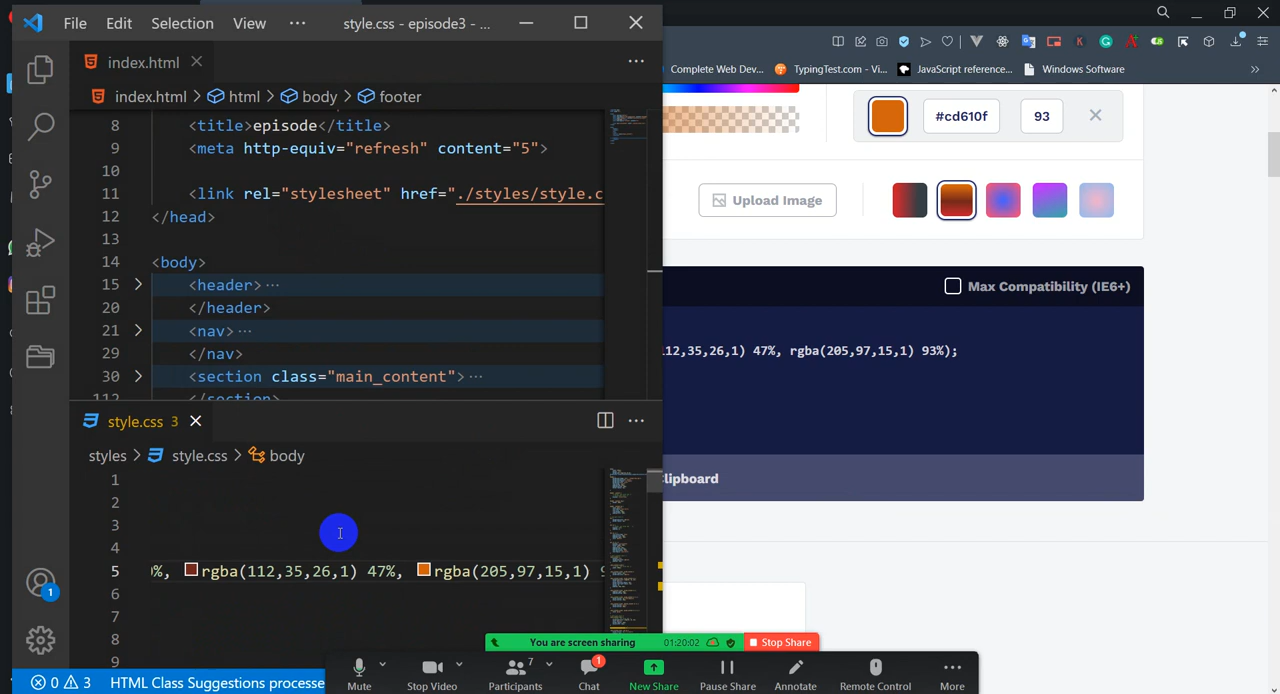 File Edit Selection View ··· style.css - episode3 - ...
index.html
index.html > html > body > footer
8 <title>episode</title>
9 <meta http-equiv="refresh" content="5">
10
11 <link rel="stylesheet" href="./styles/style.c
12 </head>
13
14 <body>
15 <header>···
20 </header>
21 <nav>···
29 </nav>
30 <section class="main_content">···
112 </section>
style.css 3
styles > style.css > body
1
2
3
4
5 %, rgba(112,35,26,1) 47%, rgba(205,97,15,1) 9
6
7
8
9
1
0 3 HTML Class Suggestions processe
Complete Web Dev... TypingTest.com - Vi... JavaScript reference... Windows Software
#cd610f 93
Upload Image
Max Compatibility (IE6+)
12,35,26,1) 47%, rgba(205,97,15,1) 93%);
lipboard
You are screen sharing 01:20:02 Stop Share
7 1
Mute Stop Video Participants Chat New Share Pause Share Annotate Remote Control More